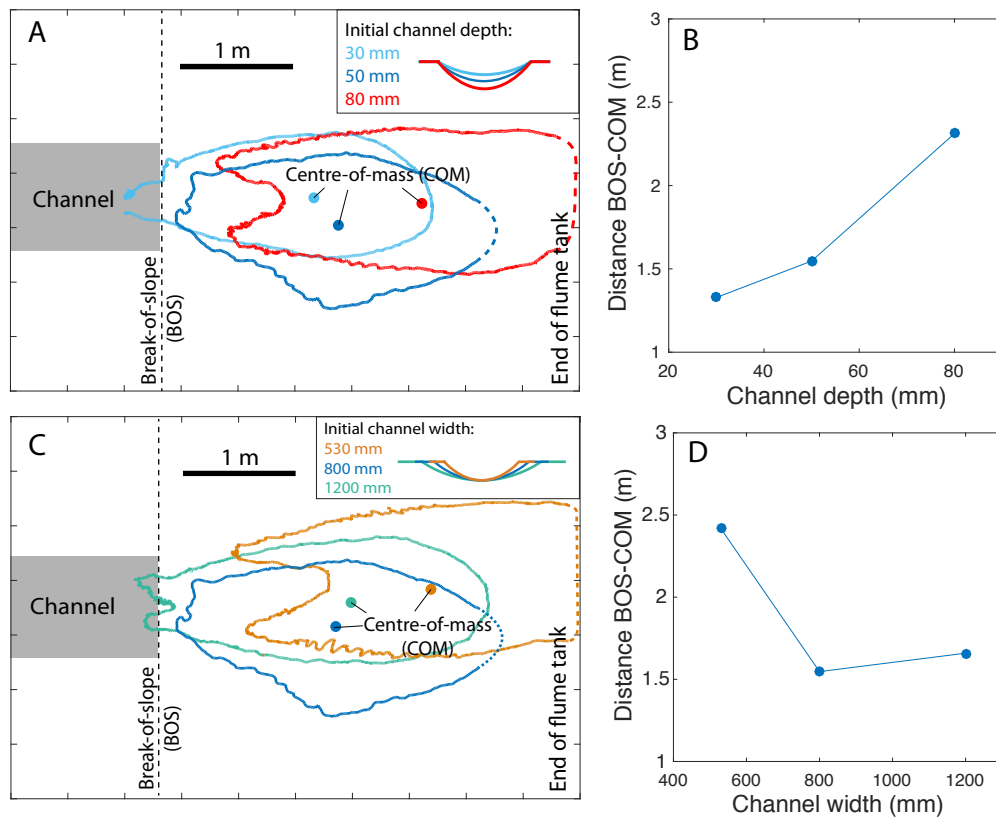 A
1 m
Initial channel depth:
30 mm
50 mm
80 mm
Channel
Centre-of-mass (COM)
Break-of-slope
(BOS)
End of flume tank
B
Distance BOS-COM (m)
3
2.5
2
1.5
1
20
40
60
80
Channel depth (mm)
C
1 m
Initial channel width:
530 mm
800 mm
1200 mm
Channel
Centre-of-mass
(COM)
Break-of-slope
(BOS)
End of flume tank
D
Distance BOS-COM (m)
3
2.5
2
1.5
1
400
600
800
1000
1200
Channel width (mm)